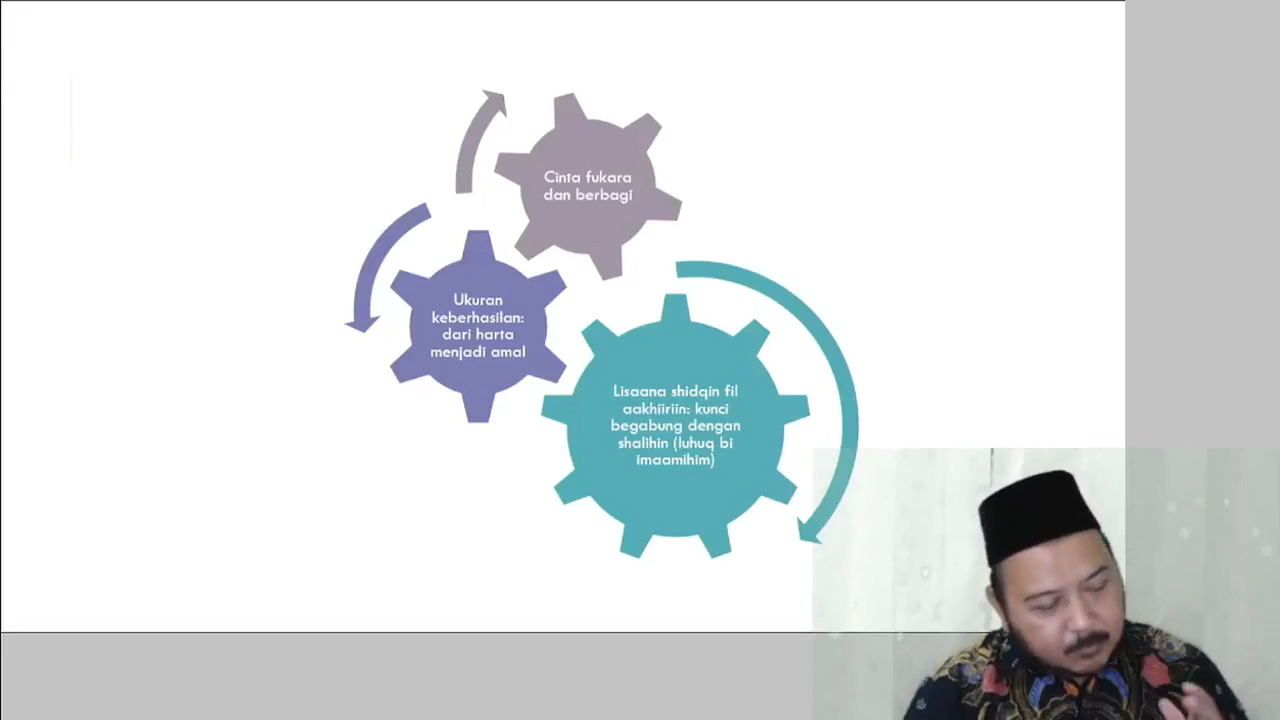 Cinta fukara
dan berbagi
Ukuran
keberhasilan:
dari harta
menjadi amal
Lisaana shidqin fil
aakhiiriin: kunci
begabung dengan
shalihin (luhuq bi
imaamihim)